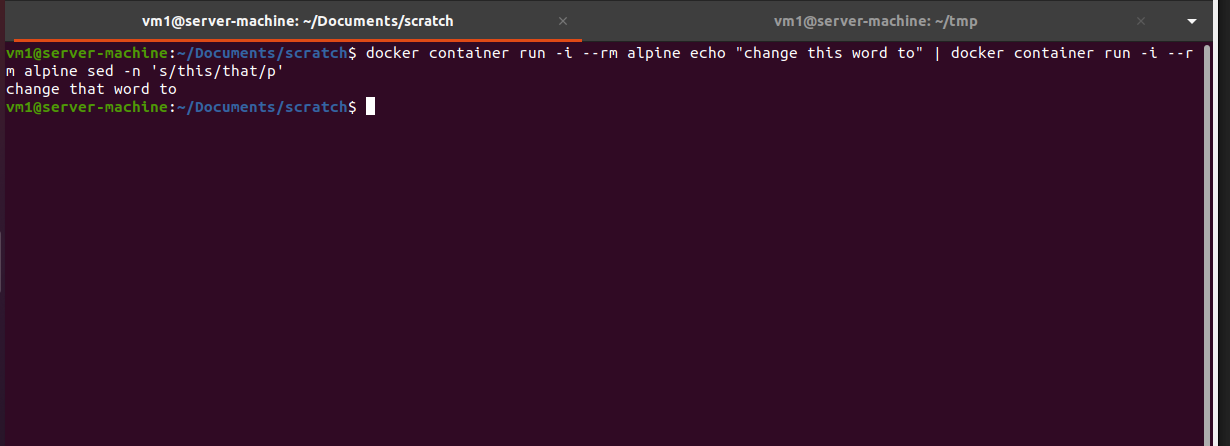 vm1@server-machine: ~/Documents/scratch
vm1@server-machine: ~/tmp
vm1@server-machine:~/Documents/scratch$ docker container run -i --rm alpine echo "change this word to" | docker container run -i --r
m alpine sed -n 's/this/that/p'
change that word to
vm1@server-machine:~/Documents/scratch$